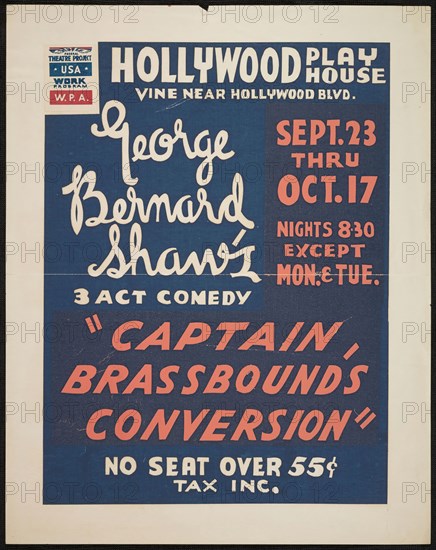 FEDERAL
THEATRE PROJECT
USA
WORK
PROGRAM
W.P.A.
HOLLYWOOD PLAY HOUSE
VINE NEAR HOLLYWOOD BLVD.
George
Bernard
Shaw's
3 ACT COMEDY
SEPT. 23
THRU
OCT. 17
NIGHTS 8:30
EXCEPT
MON. & TUE.
"CAPTAIN,
BRASSBOUND'S
CONVERSION"
NO SEAT OVER 55¢
TAX INC.
PHOTO 12